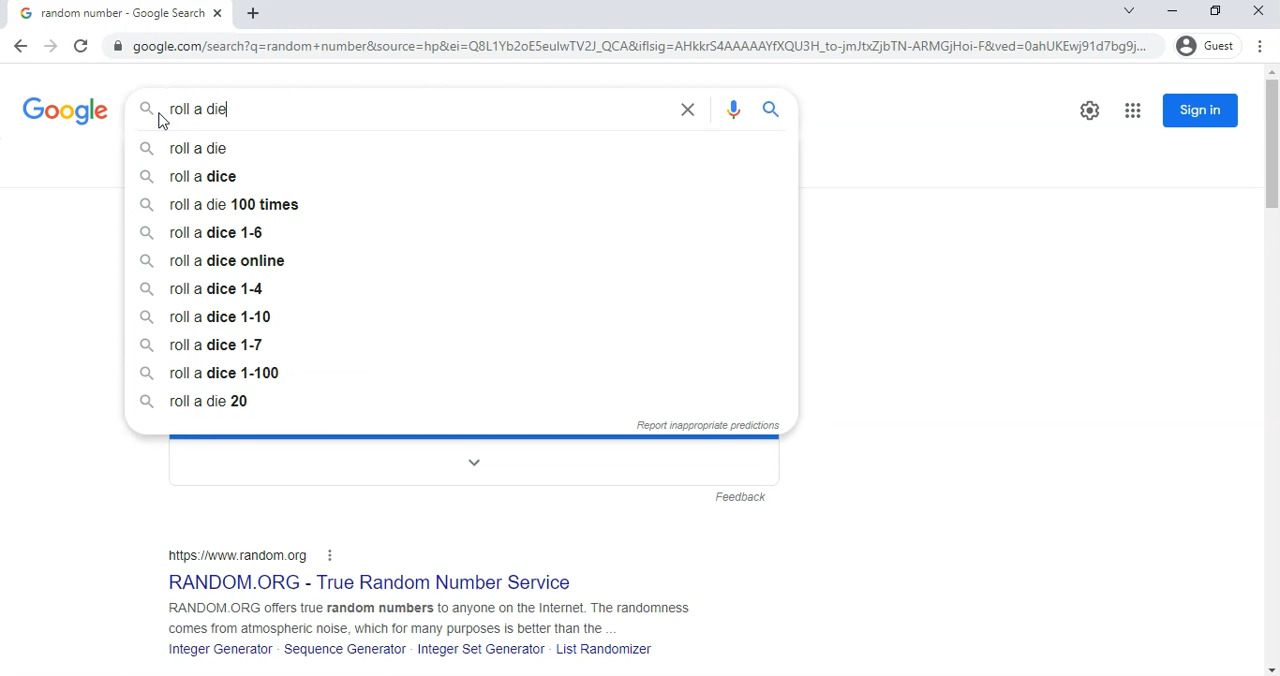 random number - Google Search
google.com/search?q=random+number&source=hp&ei=Q8L1Yb2oE5eulwTV2J_QCA&iflsig=AHkkrS4AAAAAYfXQU3H_to-jmJtxZjbTN-ARMGjHoi-F&ved=0ahUKEwj91d7bg9j...
Guest
Google
roll a die
Sign in
roll a die
roll a dice
roll a die 100 times
roll a dice 1-6
roll a dice online
roll a dice 1-4
roll a dice 1-10
roll a dice 1-7
roll a dice 1-100
roll a die 20
Report inappropriate predictions
Feedback
https://www.random.org
RANDOM.ORG - True Random Number Service
RANDOM.ORG offers true random numbers to anyone on the Internet. The randomness
comes from atmospheric noise, which for many purposes is better than the ...
Integer Generator · Sequence Generator · Integer Set Generator · List Randomizer